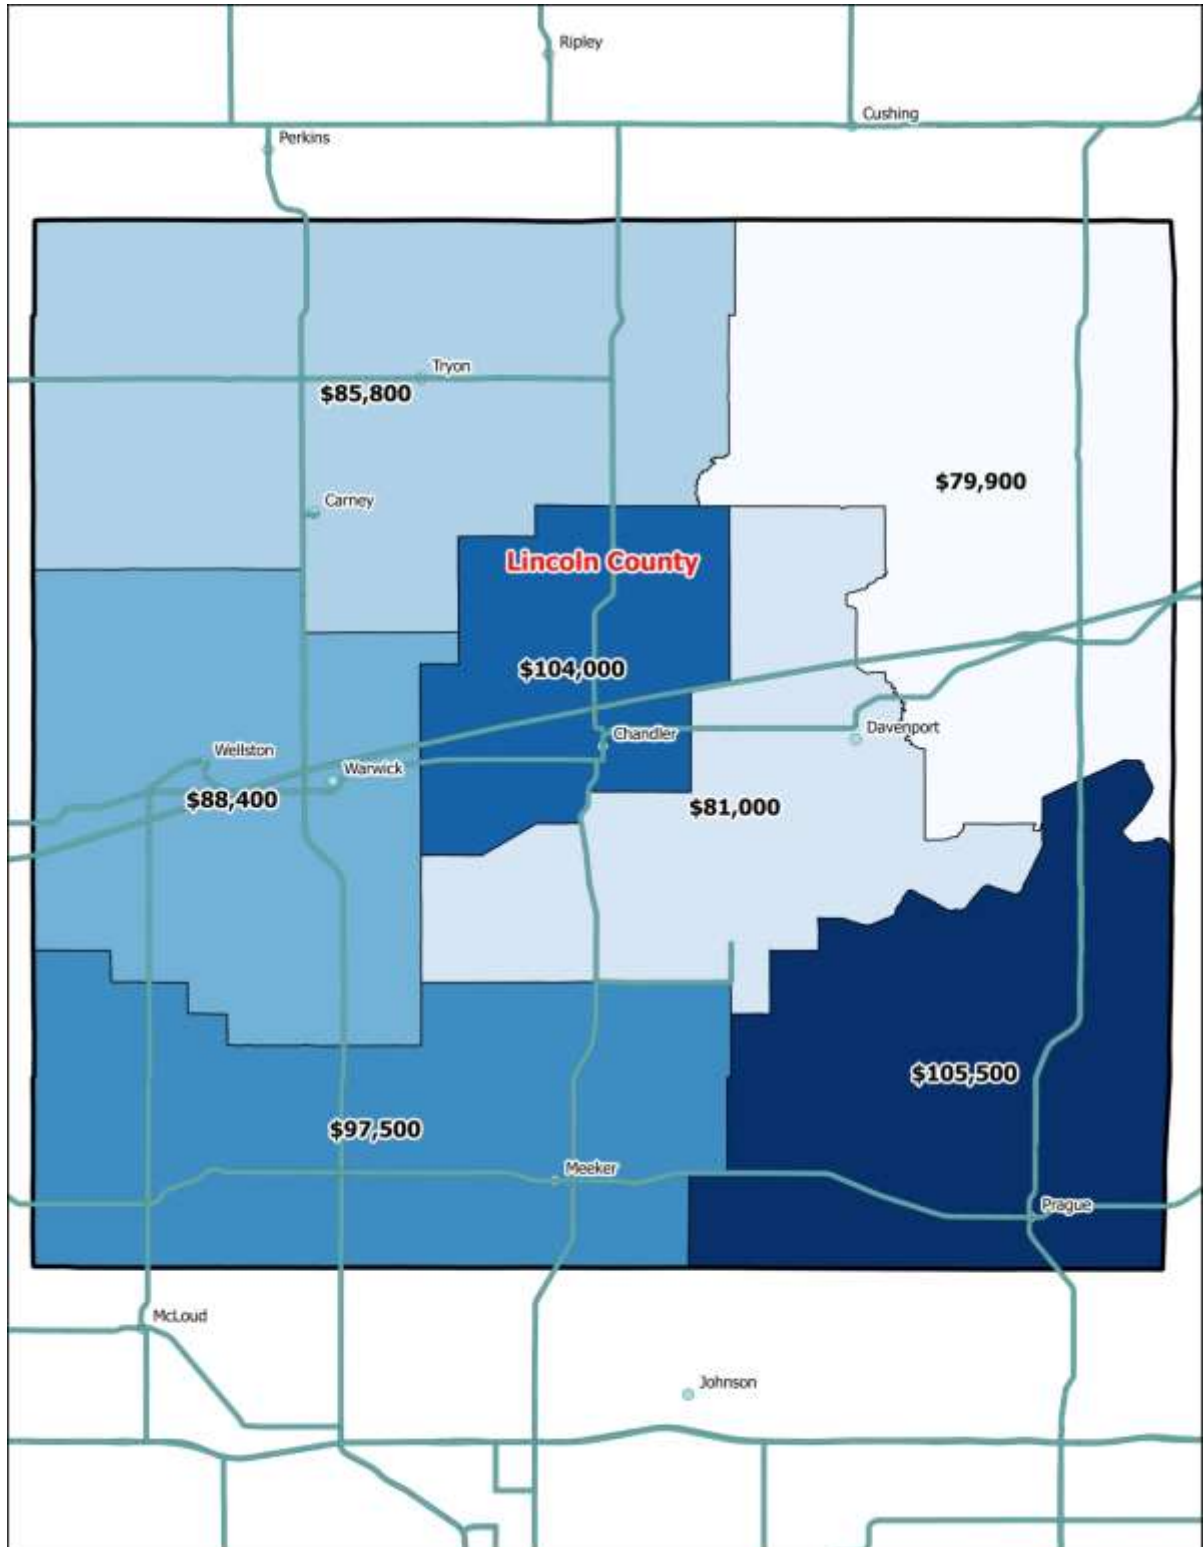 Ripley
Cushing
Perkins
Tryon
$85,800
$79,900
Carney
Lincoln County
$104,000
Davenport
Chandler
Wellston
Warwick
$88,400
$81,000
$105,500
$97,500
Meeker
Prague
McLoud
Johnson